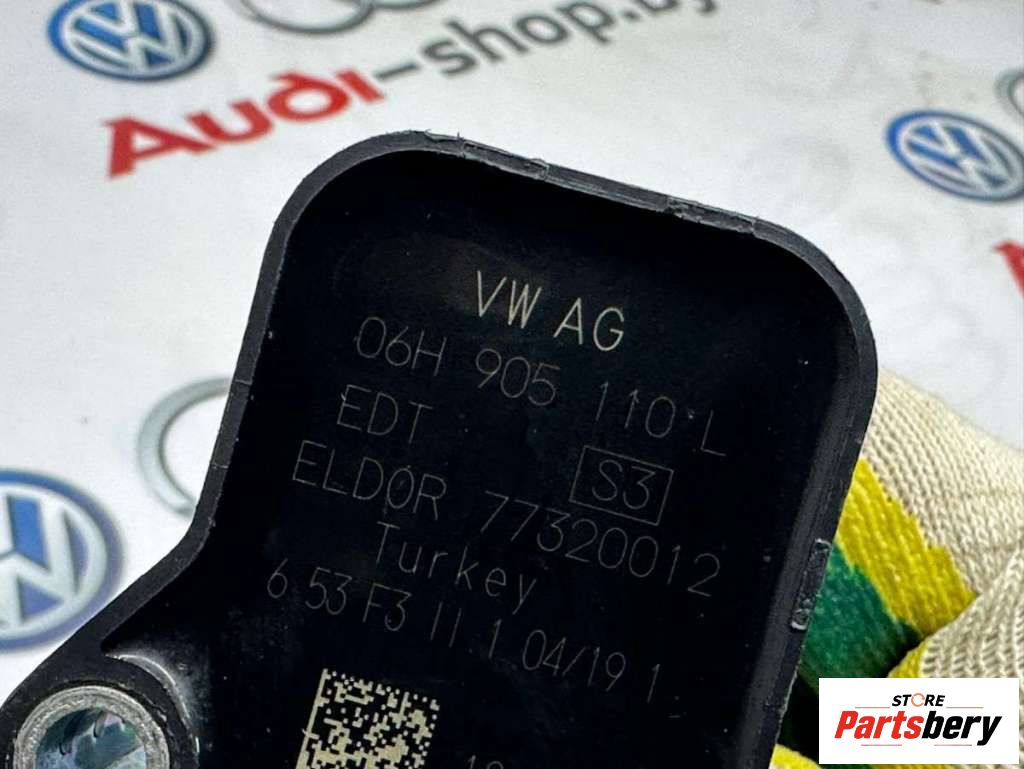 Audi-shop.by
VW AG
06H 905 110 L
EDT
S3
ELDOR 77320012
Turkey
6 53 F3 II 1 04/19 1
STORE
Partsbery